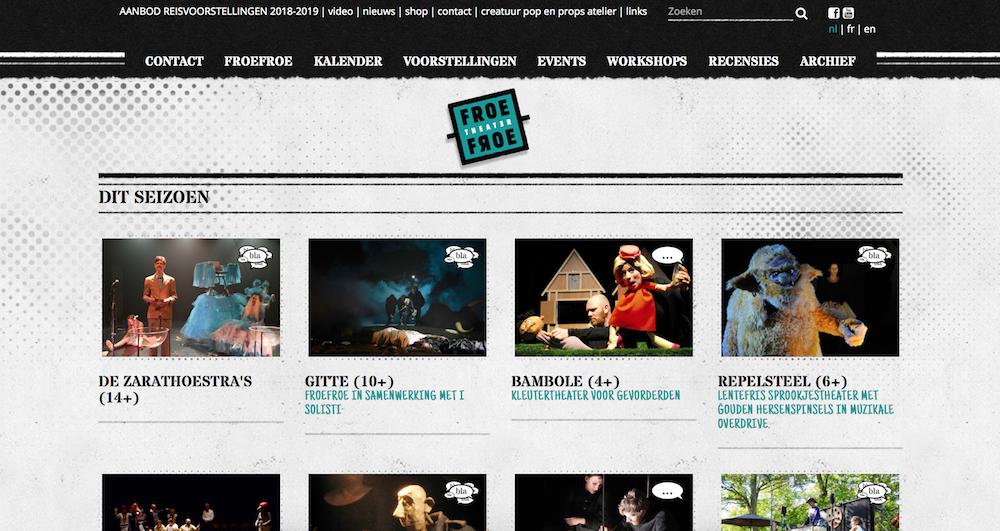 AANBOD REISVOORSTELLINGEN 2018-2019 | video | nieuws | shop | contact | creatuur pop en props atelier | links
Zoeken
nl | fr | en
CONTACT FROEFROE KALENDER VOORSTELLINGEN EVENTS WORKSHOPS RECENSIES ARCHIEF
FROE
THEATER
FROE
DIT SEIZOEN
bla
bla
...
bla
DE ZARATHOESTRA'S
(14+)
GITTE (10+)
FROEFROE IN SAMENWERKING MET I
SOLISTI
BAMBOLE (4+)
KLEUTERTHEATER VOOR GEVORDERDEN
REPELSTEEL (6+)
LENTEFRIS SPROOKJESTHEATER MET
GOUDEN HERSENSPINSELS IN MUZIKALE
OVERDRIVE.
bla
...
bla